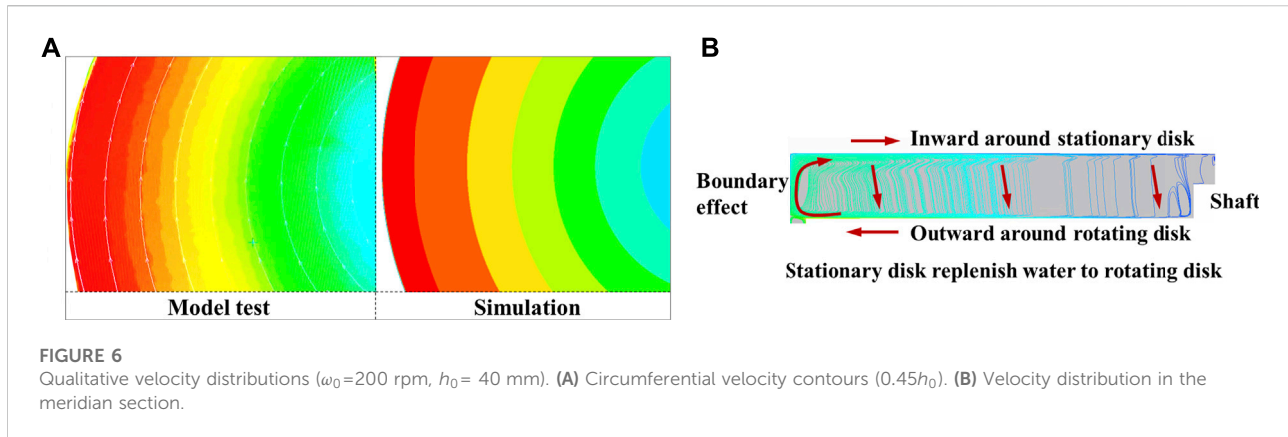 A
B
Model test
Simulation
Inward around stationary disk
Boundary
effect
Shaft
Outward around rotating disk
Stationary disk replenish water to rotating disk
FIGURE 6
Qualitative velocity distributions (ω₀=200 rpm, h₀= 40 mm). (A) Circumferential velocity contours (0.45h₀). (B) Velocity distribution in the
meridian section.